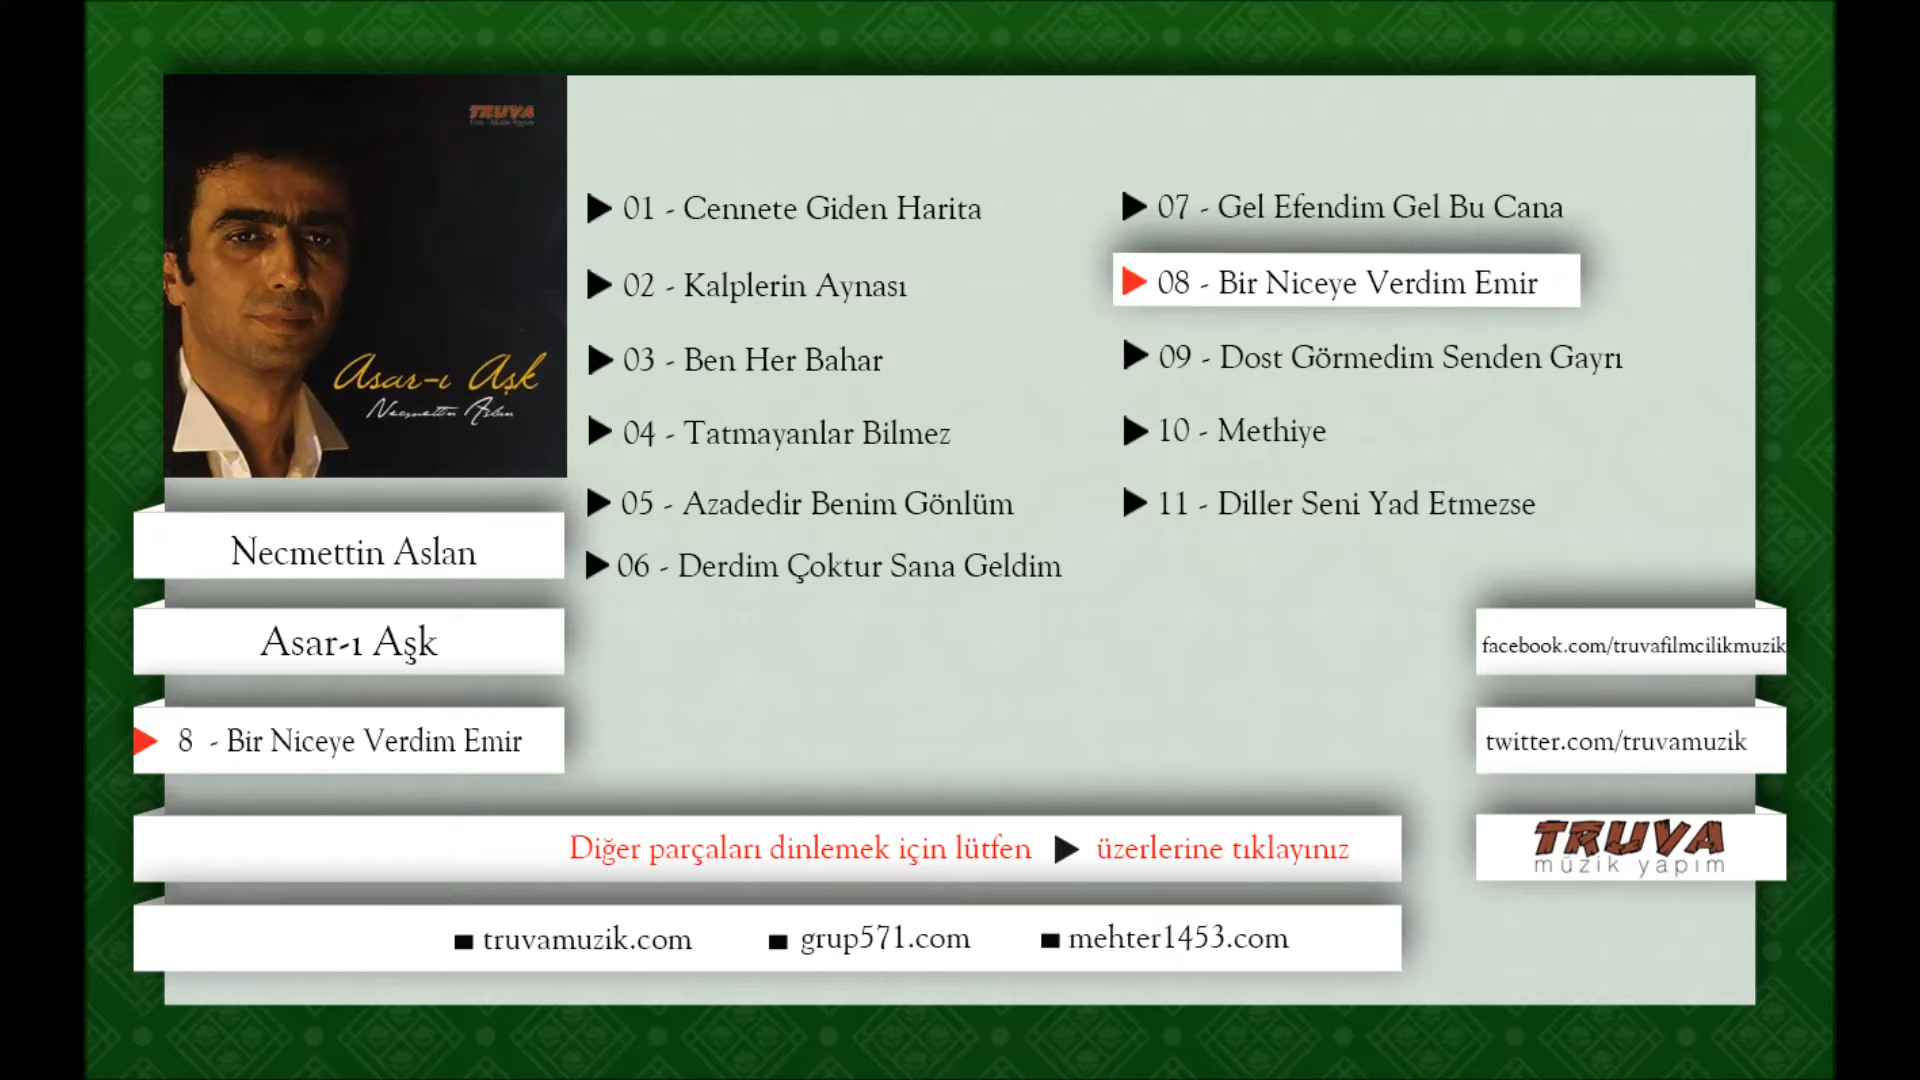 TRUVA
Film - Müzik Yapım
Asar-ı Aşk
Necmettin Aslan
01 - Cennete Giden Harita
02 - Kalplerin Aynası
03 - Ben Her Bahar
04 - Tatmayanlar Bilmez
05 - Azadedir Benim Gönlüm
06 - Derdim Çoktur Sana Geldim
07 - Gel Efendim Gel Bu Cana
08 - Bir Niceye Verdim Emir
09 - Dost Görmedim Senden Gayrı
10 - Methiye
11 - Diller Seni Yad Etmezse
Necmettin Aslan
Asar-ı Aşk
8 - Bir Niceye Verdim Emir
facebook.com/truvafilmcilikmuzik
twitter.com/truvamuzik
TRUVA
müzik yapım
Diğer parçaları dinlemek için lütfen ▶ üzerlerine tıklayınız
truvamuzik.com grup571.com mehter1453.com